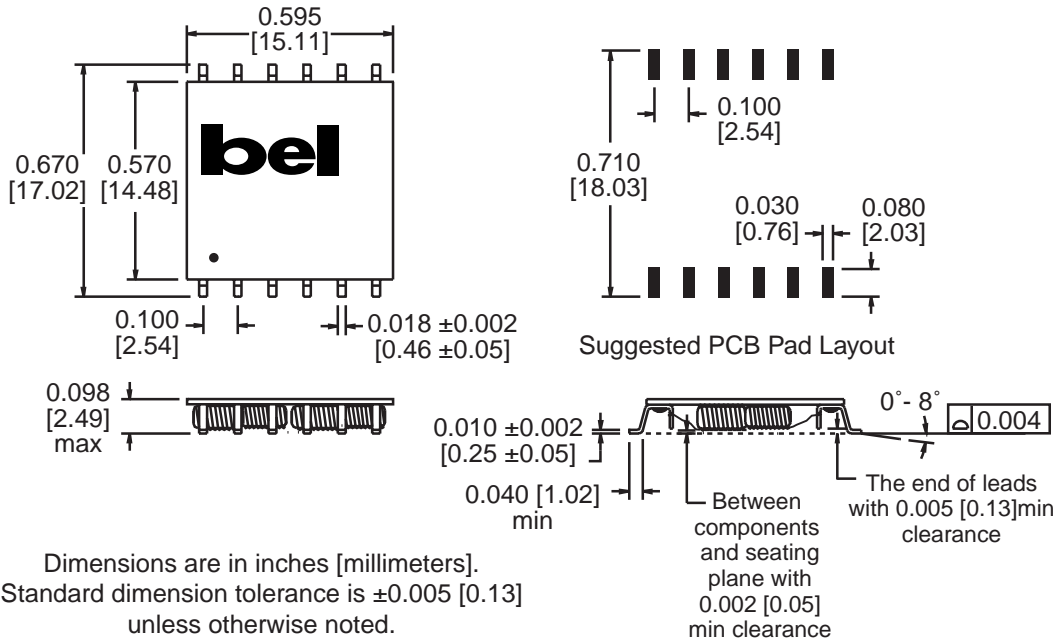 0.595
[15.11]
0.670
[17.02]
0.570
[14.48]
bel
0.100
[2.54]
0.018 ±0.002
[0.46 ±0.05]
0.710
[18.03]
0.100
[2.54]
0.030
[0.76]
0.080
[2.03]
Suggested PCB Pad Layout
0.098
[2.49]
max
0.010 ±0.002
[0.25 ±0.05]
0.040 [1.02]
min
0°- 8°
0.004
Between
components
and seating
plane with
0.002 [0.05]
min clearance
The end of leads
with 0.005 [0.13]min
clearance
Dimensions are in inches [millimeters].
Standard dimension tolerance is ±0.005 [0.13]
unless otherwise noted.